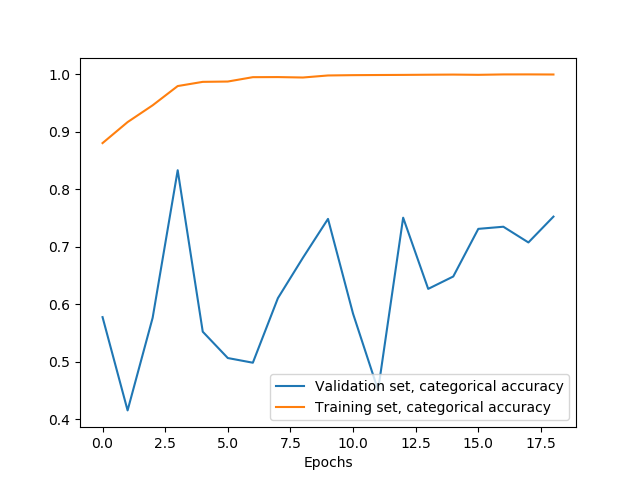 1.0
0.9
0.8
0.7
0.6
0.5
0.4
Validation set, categorical accuracy
Training set, categorical accuracy
0.0 2.5 5.0 7.5 10.0 12.5 15.0 17.5
Epochs